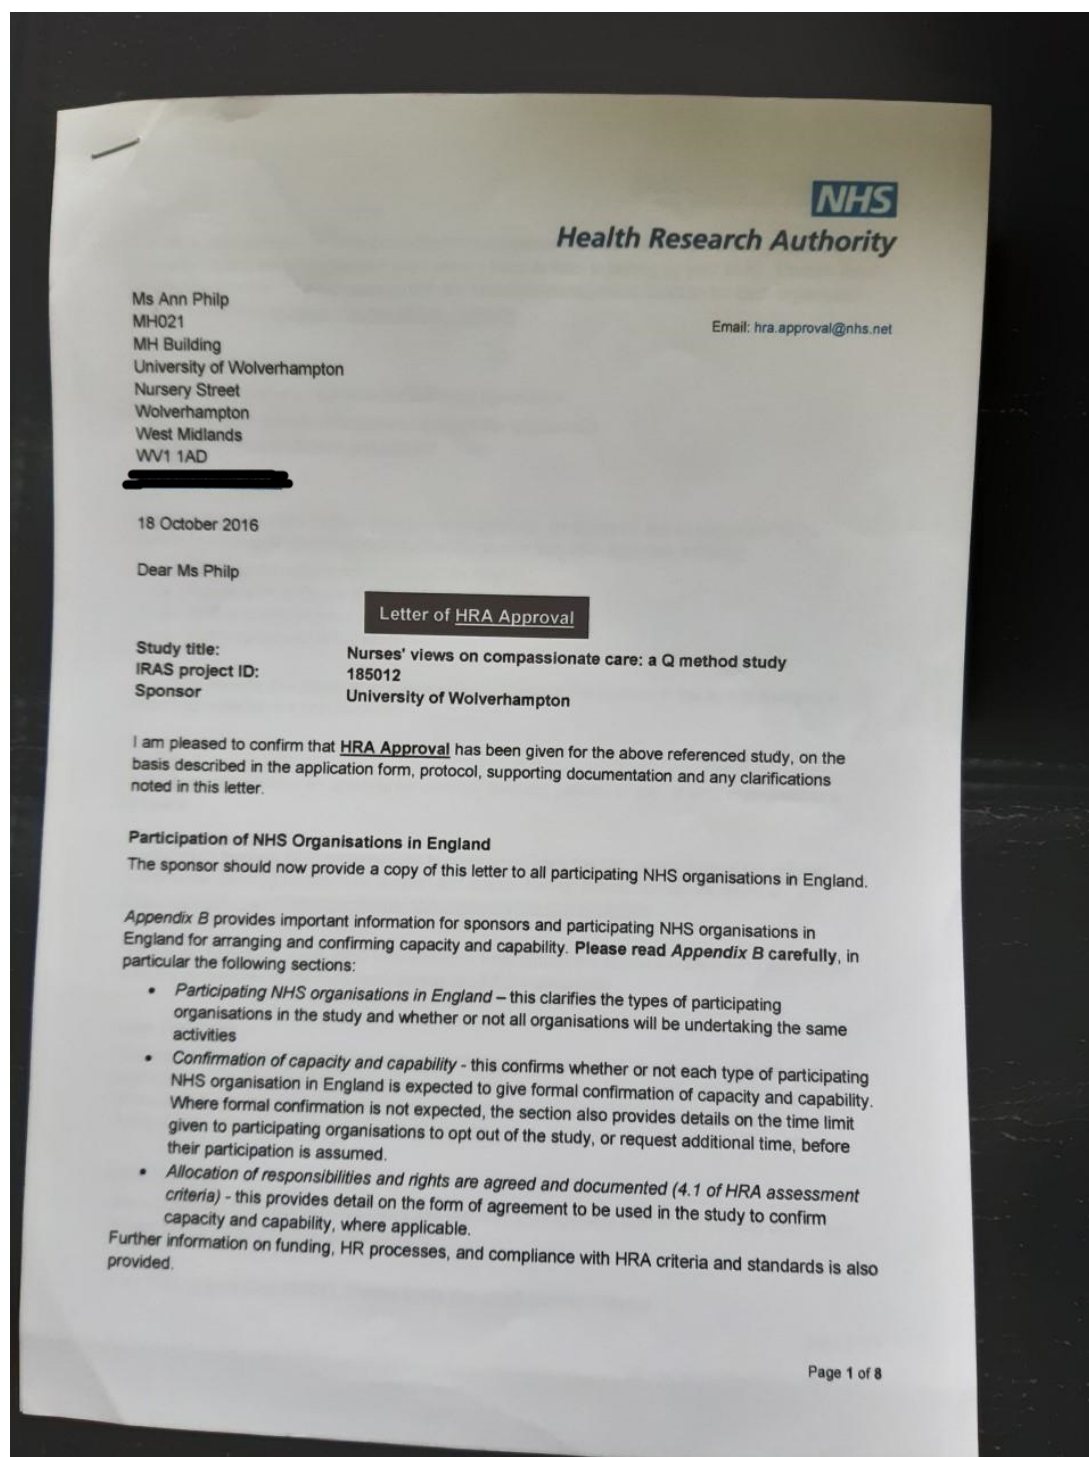 NHS
Health Research Authority
Ms Ann Philp
MH021
MH Building
University of Wolverhampton
Nursery Street
Wolverhampton
West Midlands
WV1 1AD
Email: hra.approval@nhs.net
18 October 2016
Dear Ms Philp
Letter of HRA Approval
Study title: Nurses' views on compassionate care: a Q method study
IRAS project ID: 185012
Sponsor University of Wolverhampton
I am pleased to confirm that HRA Approval has been given for the above referenced study, on the
basis described in the application form, protocol, supporting documentation and any clarifications
noted in this letter.
Participation of NHS Organisations in England
The sponsor should now provide a copy of this letter to all participating NHS organisations in England.
Appendix B provides important information for sponsors and participating NHS organisations in
England for arranging and confirming capacity and capability. Please read Appendix B carefully, in
particular the following sections:
• Participating NHS organisations in England – this clarifies the types of participating
organisations in the study and whether or not all organisations will be undertaking the same
activities
• Confirmation of capacity and capability - this confirms whether or not each type of participating
NHS organisation in England is expected to give formal confirmation of capacity and capability.
Where formal confirmation is not expected, the section also provides details on the time limit
given to participating organisations to opt out of the study, or request additional time, before
their participation is assumed.
• Allocation of responsibilities and rights are agreed and documented (4.1 of HRA assessment
criteria) - this provides detail on the form of agreement to be used in the study to confirm
capacity and capability, where applicable.
Further information on funding, HR processes, and compliance with HRA criteria and standards is also
provided.
Page 1 of 8